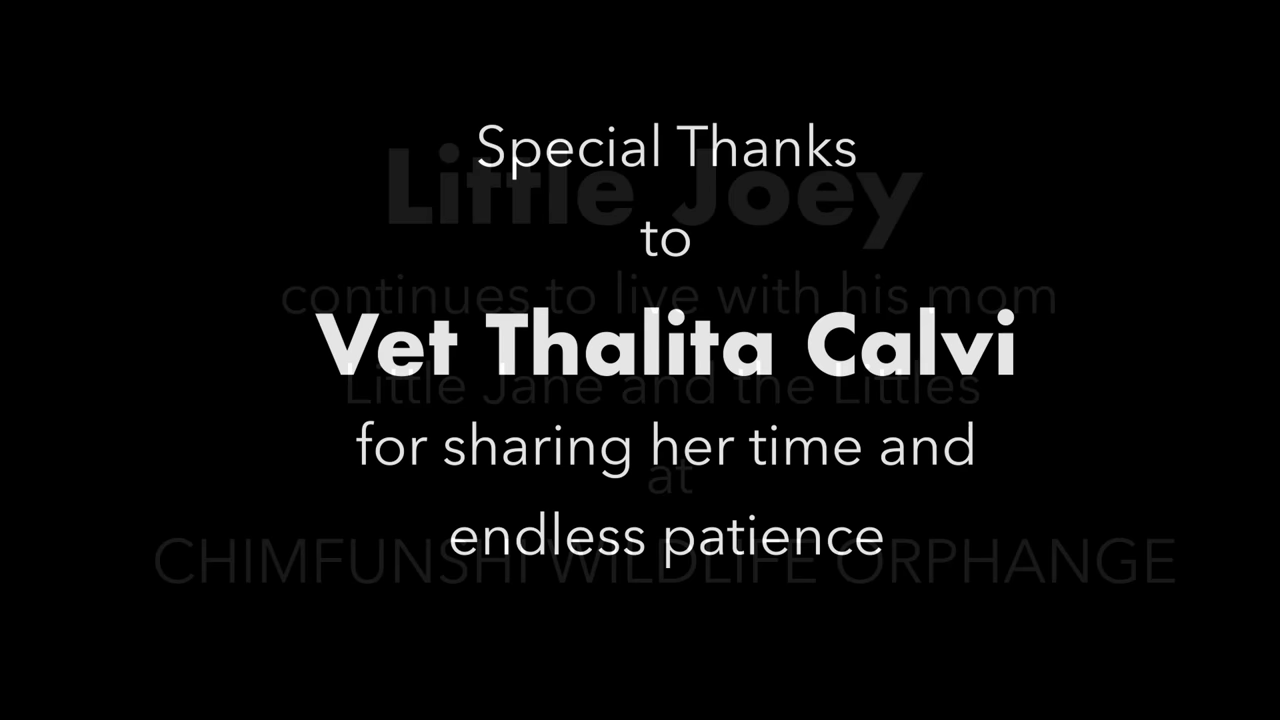 Special Thanks
Little Joey
to
continues to live with his mom
Vet Thalita Calvi
Little Jane and the Littles
for sharing her time and
at
endless patience
CHIMFUNSHI WILDLIFE ORPHANGE